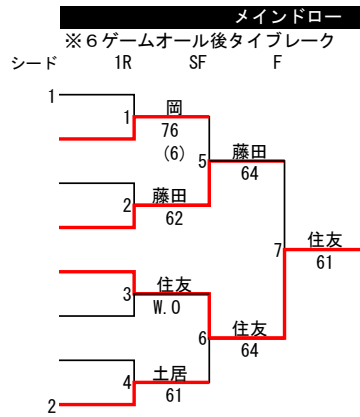 メインドロー
※６ゲームオール後タイブレーク
シード 1R SF F
1
岡
1
76
(6)
5
藤田
64
藤田
2
62
7
住友
61
住友
3
W.O
6
住友
64
土居
4
61
2